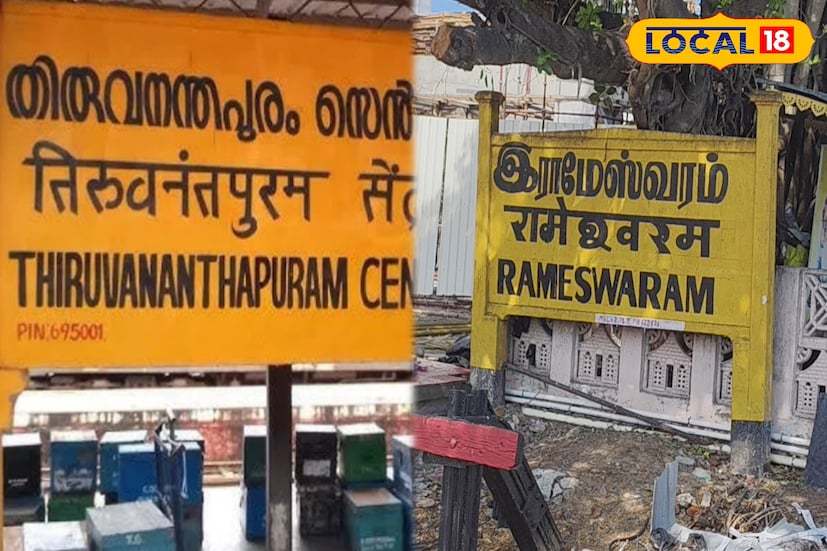 തിരുവനന്തപുരം സെൻ
तिरुवनंतपुरम सें
THIRUVANANTHAPURAM CEN
PIN:695001
LOCAL 18
இராமேஸ்வரம்
रामेश्वरम
RAMESWARAM